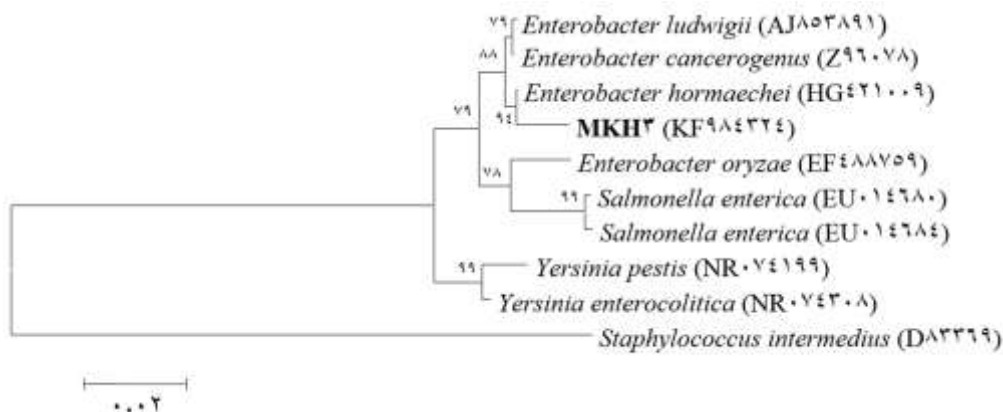 ٧٩
Enterobacter ludwigii (AJ٨٥٣٨٩١)
٨٨
Enterobacter cancerogenus (Z٩٦٠٧٨)
Enterobacter hormaechei (HG٤٢١٠٠٩)
٧٩
٩٤
MKH٣ (KF٩٨٤٣٢٤)
Enterobacter oryzae (EF٤٨٨٧٥٩)
٧٨
٩٩
Salmonella enterica (EU٠١٤٦٨٠)
Salmonella enterica (EU٠١٤٦٨٤)
٩٩
Yersinia pestis (NR٠٧٤١٩٩)
Yersinia enterocolitica (NR٠٧٤٣٠٨)
Staphylococcus intermedius (D٨٣٣٦٩)
٠.٠٢